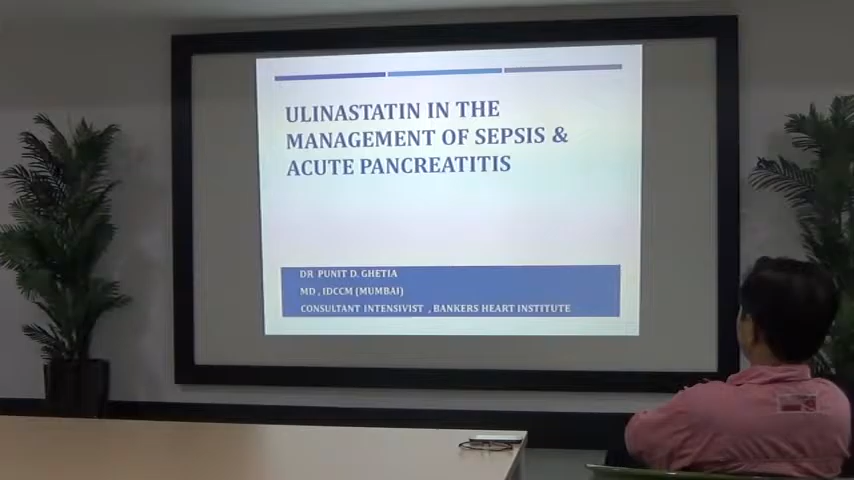 ULINASTATIN IN THE
MANAGEMENT OF SEPSIS &
ACUTE PANCREATITIS
DR PUNIT D. GHETIA
MD , IDCCM (MUMBAI)
CONSULTANT INTENSIVIST , BANKERS HEART INSTITUTE